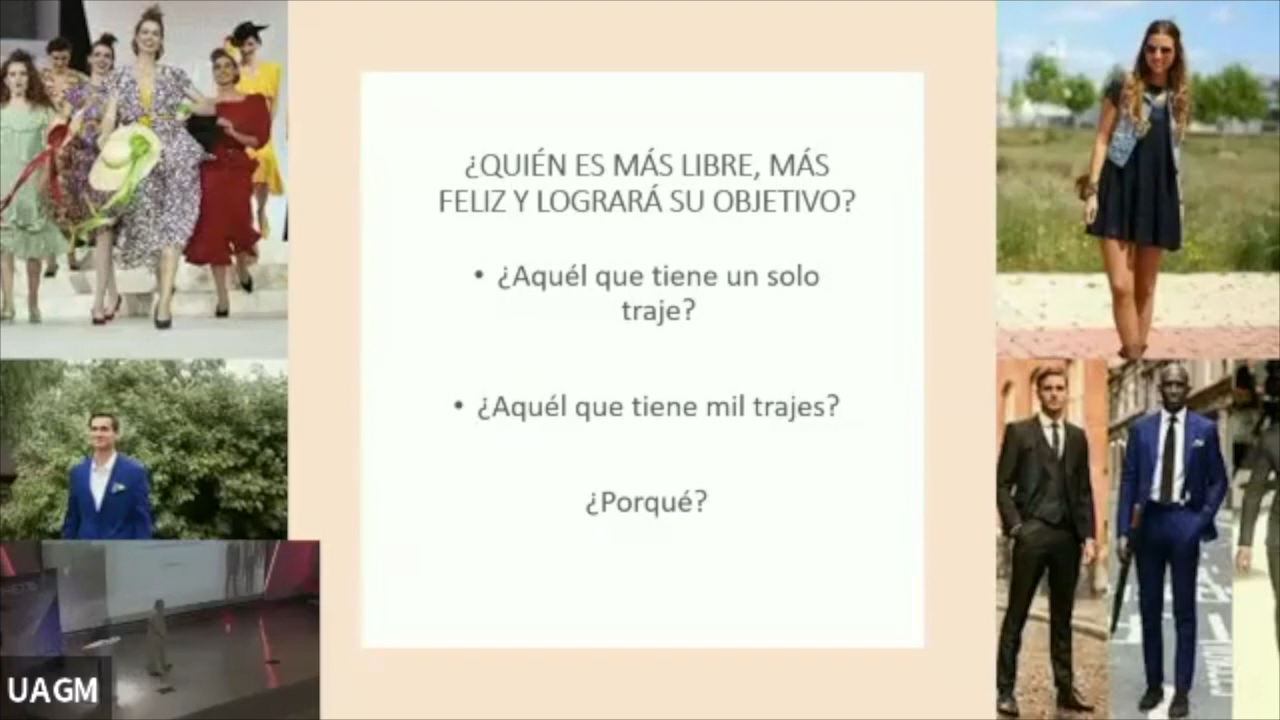 ¿QUIÉN ES MÁS LIBRE, MÁS
FELIZ Y LOGRARÁ SU OBJETIVO?
• ¿Aquél que tiene un solo
traje?
• ¿Aquél que tiene mil trajes?
¿Porqué?
UAGM